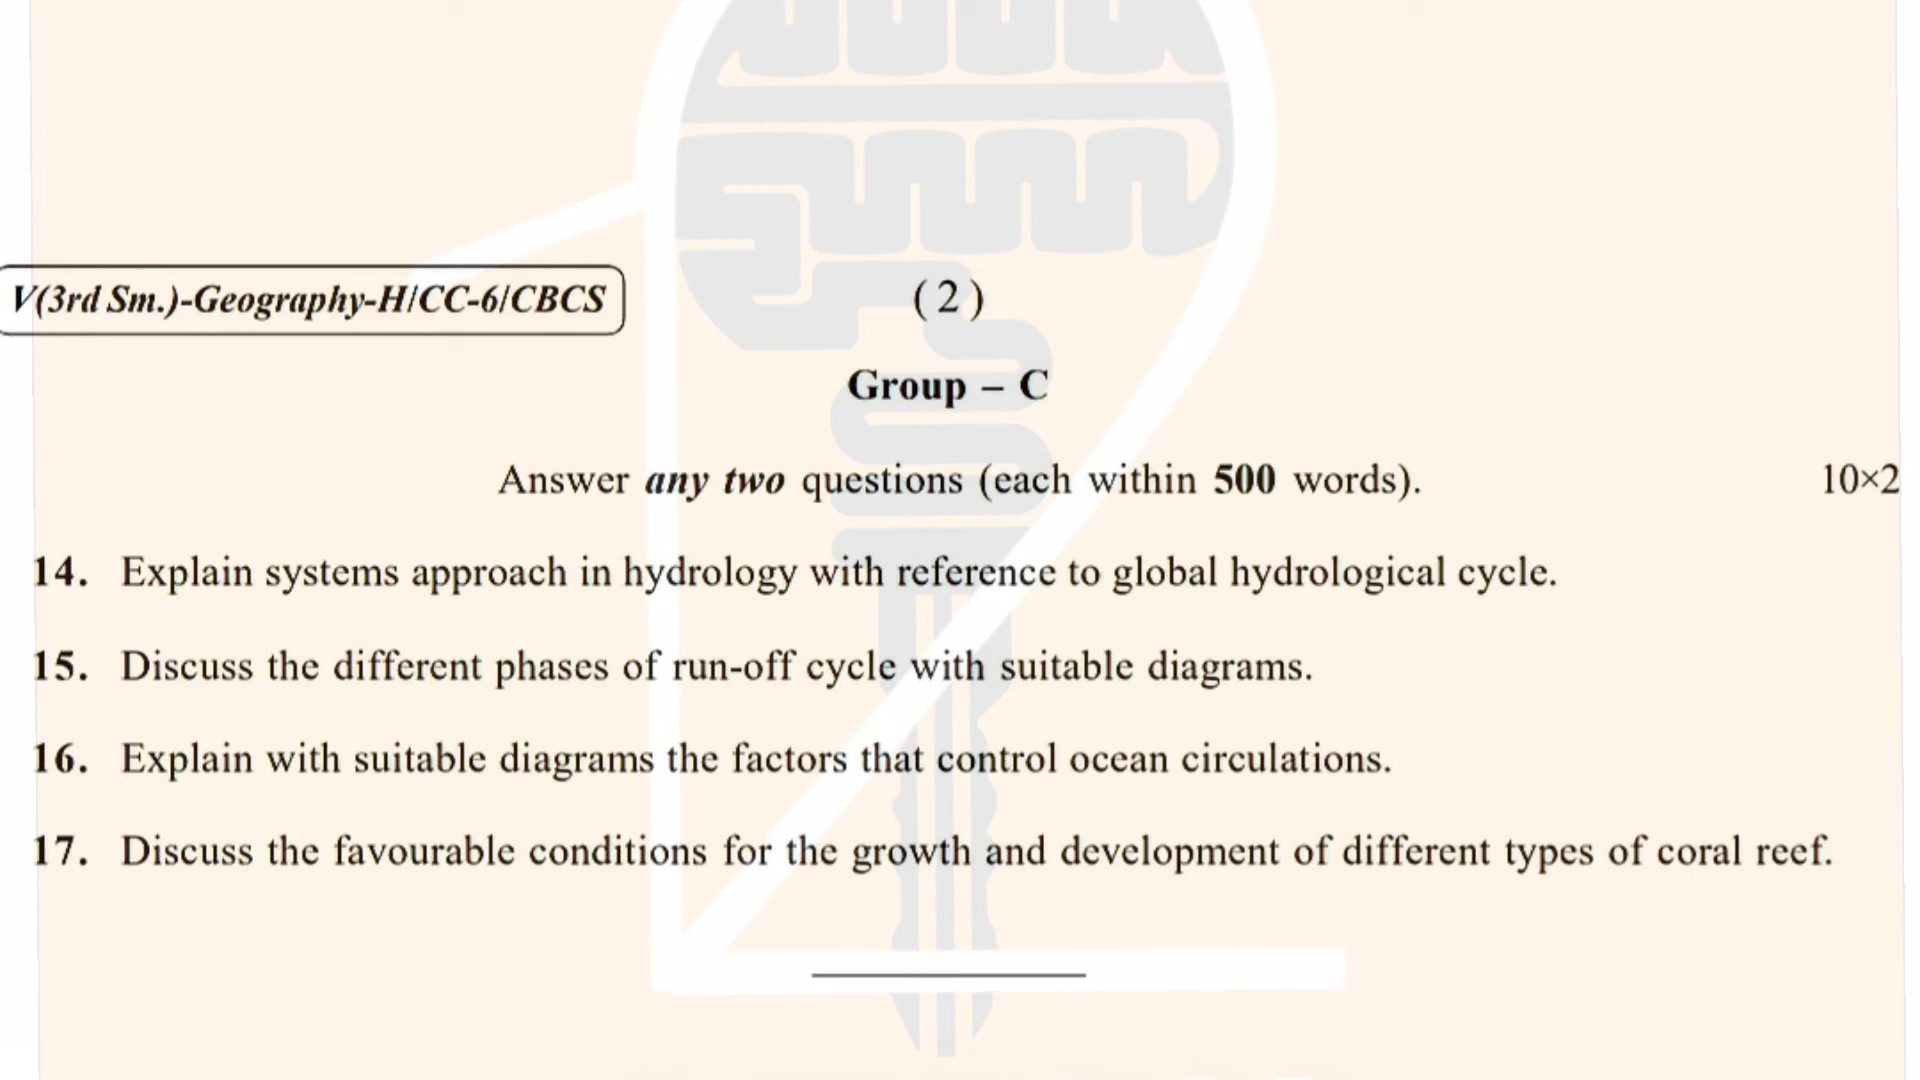 V(3rd Sm.)-Geography-H/CC-6/CBCS (2)
Group – C
Answer any two questions (each within 500 words). 10×2
14. Explain systems approach in hydrology with reference to global hydrological cycle.
15. Discuss the different phases of run-off cycle with suitable diagrams.
16. Explain with suitable diagrams the factors that control ocean circulations.
17. Discuss the favourable conditions for the growth and development of different types of coral reef.